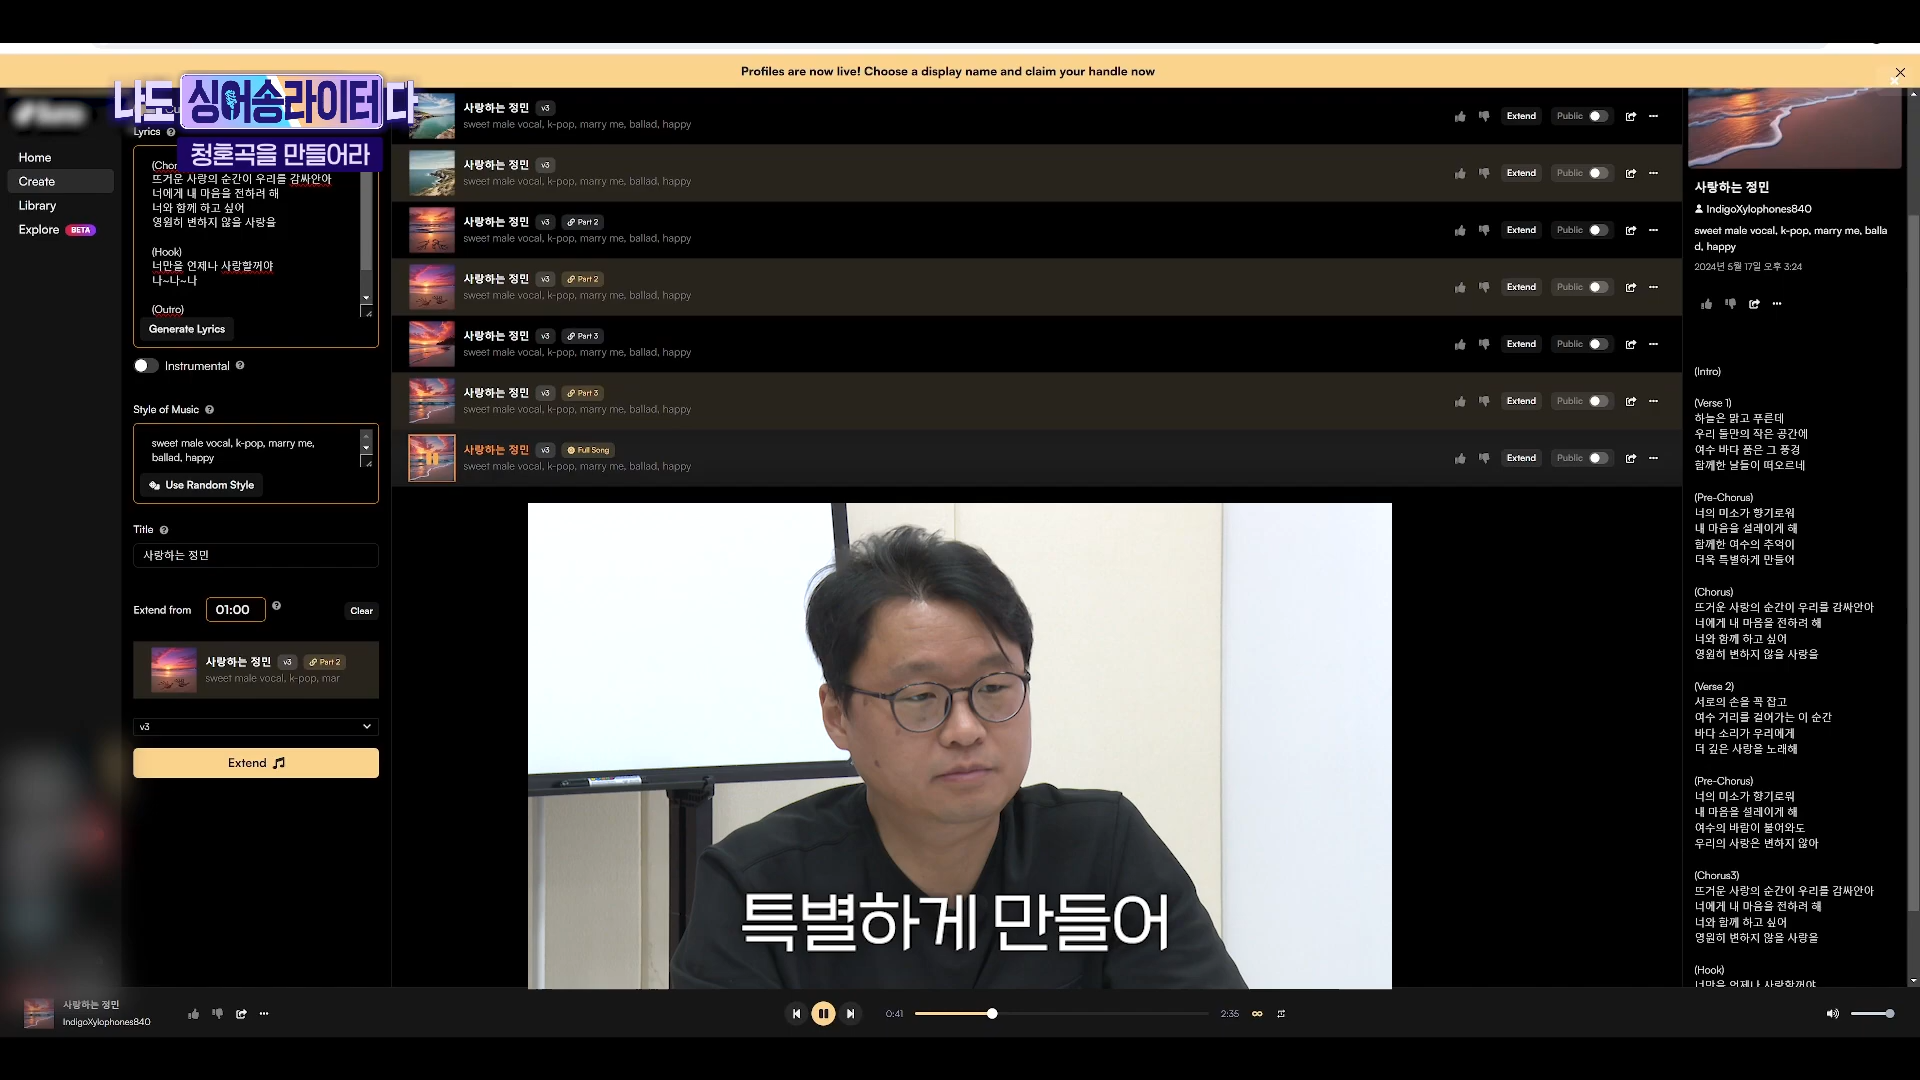 Profiles are now live! Choose a display name and claim your handle now
나도 싱어송라이터다
청혼곡을 만들어라
Home
Create
Library
Explore BETA
Lyrics
뜨거운 사랑의 순간이 우리를 감싸안아
너에게 내 마음을 전하려 해
너와 함께 하고 싶어
영원히 변하지 않을 사랑을
(Hook)
너만을 언제나 사랑할꺼야
나~나~나
(Outro)
Generate Lyrics
Instrumental
Style of Music
sweet male vocal, k-pop, marry me,
ballad, happy
Use Random Style
Title
사랑하는 정민
Extend from 01:00 Clear
사랑하는 정민 v3 Part 2
sweet male vocal, k-pop, mar
v3
Extend
사랑하는 정민 v3
sweet male vocal, k-pop, marry me, ballad, happy
Extend Public
사랑하는 정민 v3
sweet male vocal, k-pop, marry me, ballad, happy
Extend Public
사랑하는 정민 v3 Part 2
sweet male vocal, k-pop, marry me, ballad, happy
Extend Public
사랑하는 정민 v3 Part 2
sweet male vocal, k-pop, marry me, ballad, happy
Extend Public
사랑하는 정민 v3 Part 3
sweet male vocal, k-pop, marry me, ballad, happy
Extend Public
사랑하는 정민 v3 Part 3
sweet male vocal, k-pop, marry me, ballad, happy
Extend Public
사랑하는 정민 v3 Full Song
sweet male vocal, k-pop, marry me, ballad, happy
Extend Public
특별하게 만들어
사랑하는 정민
IndigoXylophones840
sweet male vocal, k-pop, marry me, balla
d, happy
2024년 5월 17일 오후 3:24
(Intro)
(Verse 1)
하늘은 맑고 푸른데
우리 둘만의 작은 공간에
여수 바다 품은 그 풍경
함께한 날들이 떠오르네
(Pre-Chorus)
너의 미소가 향기로워
내 마음을 설레이게 해
함께한 여수의 추억이
더욱 특별하게 만들어
(Chorus)
뜨거운 사랑의 순간이 우리를 감싸안아
너에게 내 마음을 전하려 해
너와 함께 하고 싶어
영원히 변하지 않을 사랑을
(Verse 2)
서로의 손을 꼭 잡고
여수 거리를 걸어가는 이 순간
바다 소리가 우리에게
더 깊은 사랑을 노래해
(Pre-Chorus)
너의 미소가 향기로워
내 마음을 설레이게 해
여수의 바람이 불어와도
우리의 사랑은 변하지 않아
(Chorus3)
뜨거운 사랑의 순간이 우리를 감싸안아
너에게 내 마음을 전하려 해
너와 함께 하고 싶어
영원히 변하지 않을 사랑을
(Hook)
너만을 언제나 사랑할꺼야
사랑하는 정민
IndigoXylophones840
0:41
2:35